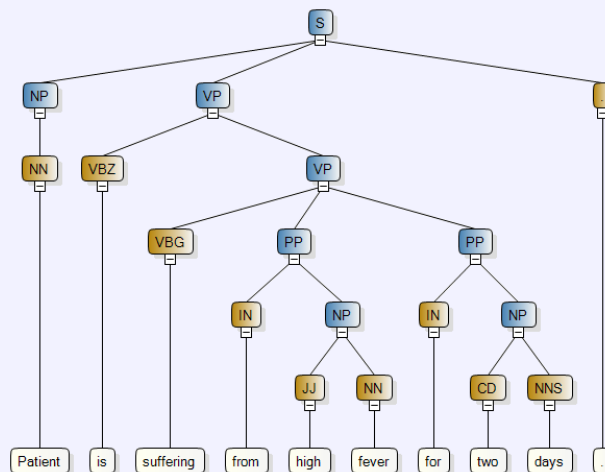 S
NP VP .
NN VBZ VP
VBG PP PP
IN NP IN NP
JJ NN CD NNS
Patient is suffering from high fever for two days .